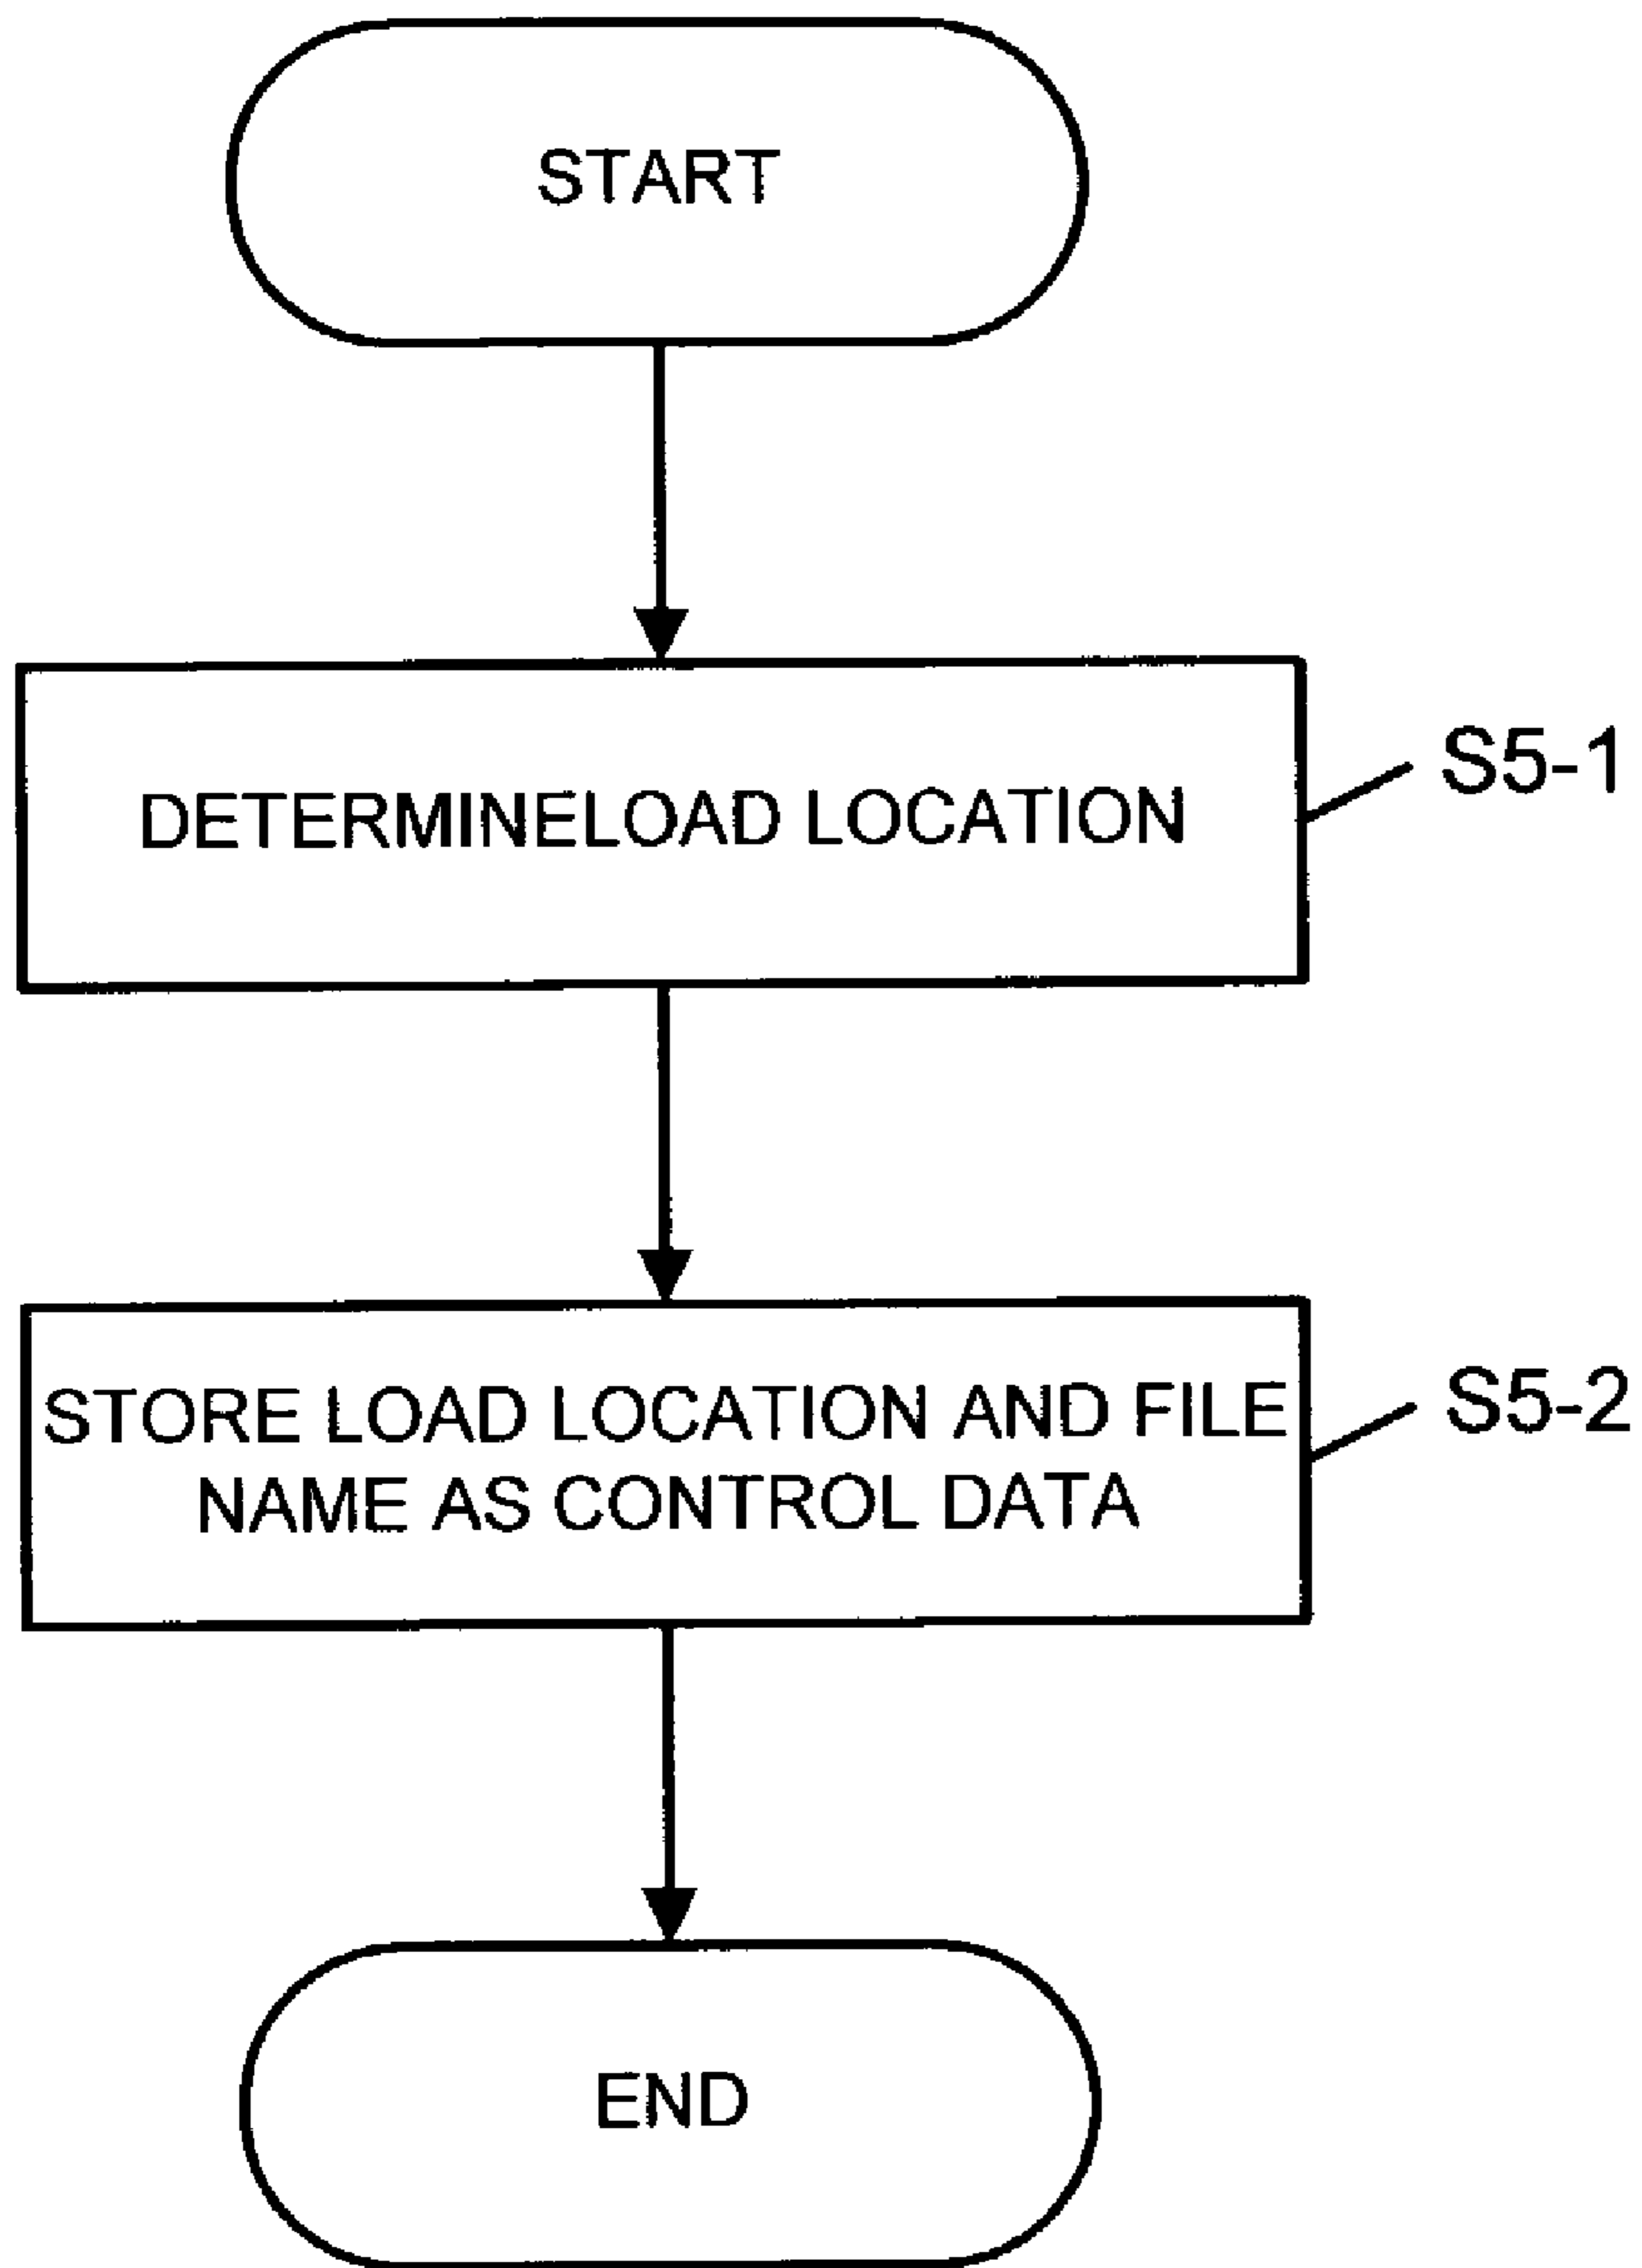 START
DETERMINELOAD LOCATION
S5-1
STORE LOAD LOCATION AND FILE
NAME AS CONTROL DATA
S5-2
END